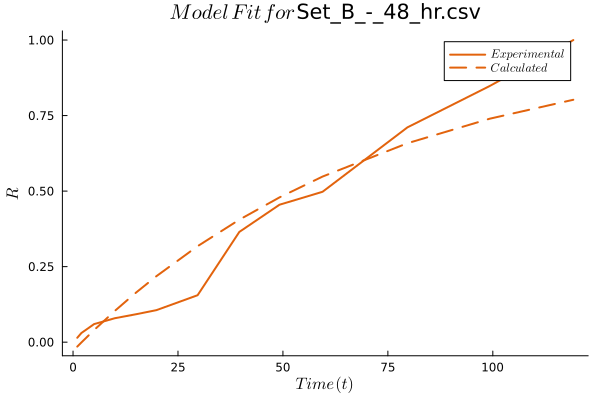 Model Fit for Set_B_-_48_hr.csv
Experimental
Calculated
1.00
0.75
0.50
0.25
0.00
R
0 25 50 75 100
Time (t)